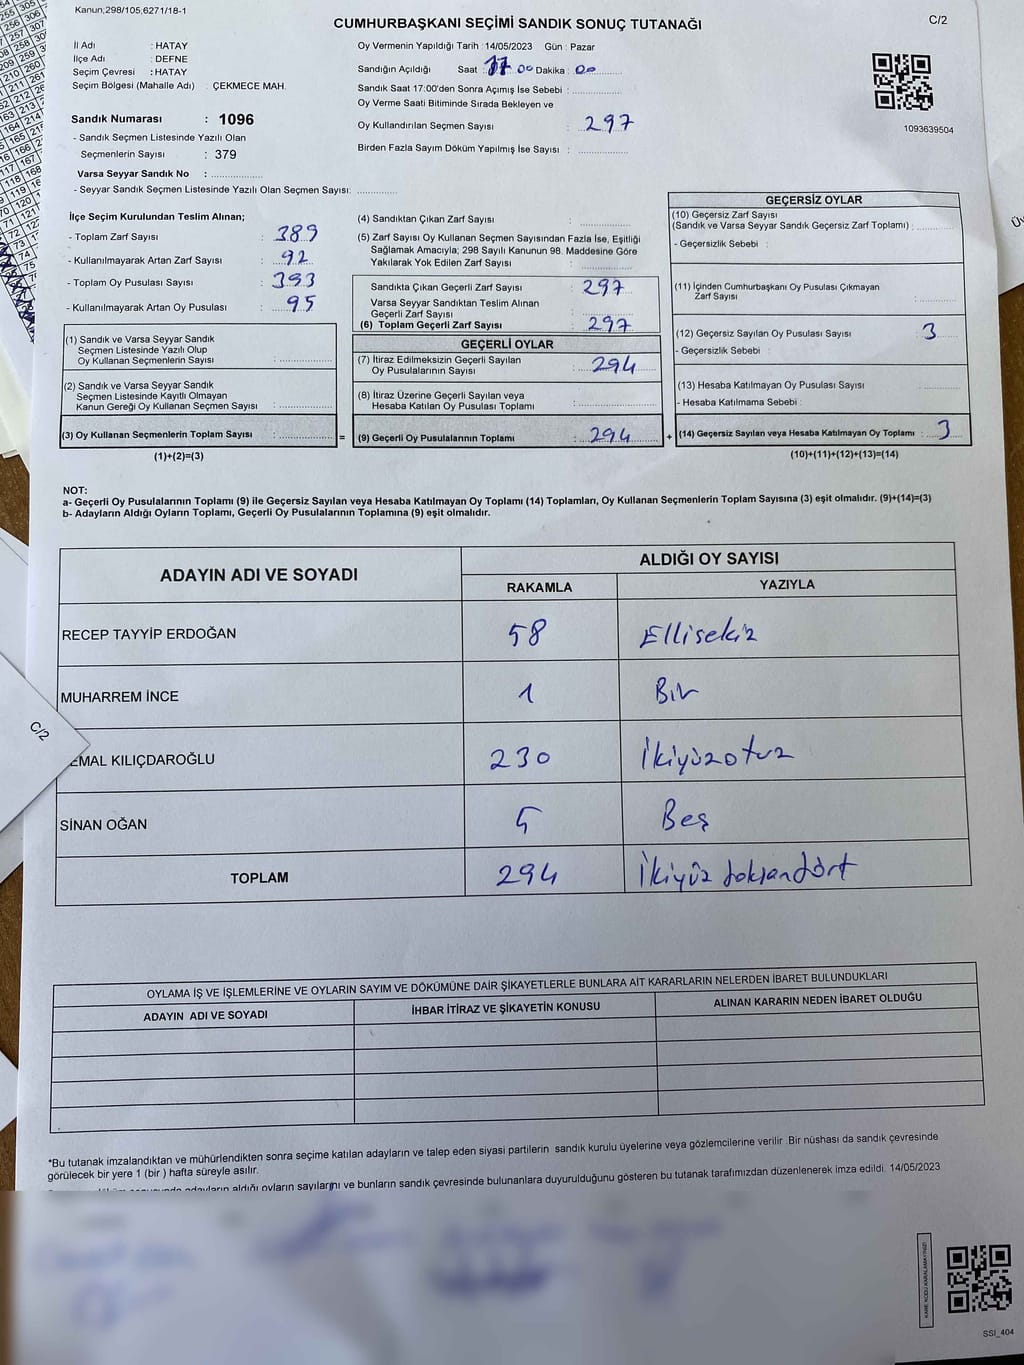 Kanun,298/105,6271/18-1
CUMHURBAŞKANI SEÇİMİ SANDIK SONUÇ TUTANAĞI
C/2
İl Adı : HATAY
İlçe Adı : DEFNE
Seçim Çevresi : HATAY
Seçim Bölgesi (Mahalle Adı) : ÇEKMECE MAH.
Sandık Numarası : 1096
- Sandık Seçmen Listesinde Yazılı Olan
Seçmenlerin Sayısı : 379
Varsa Seyyar Sandık No : ................
- Seyyar Sandık Seçmen Listesinde Yazılı Olan Seçmen Sayısı: ............
Oy Vermenin Yapıldığı Tarih : 14/05/2023 Gün : Pazar
Sandığın Açıldığı Saat : 17 00 Dakika : 00
Sandık Saat 17:00'den Sonra Açımış İse Sebebi : ................
Oy Verme Saati Bitiminde Sırada Bekleyen ve
Oy Kullandırılan Seçmen Sayısı : 297
Birden Fazla Sayım Döküm Yapılmış İse Sayısı : ................
1093639504
İlçe Seçim Kurulundan Teslim Alınan;
- Toplam Zarf Sayısı : 389
- Kullanılmayarak Artan Zarf Sayısı : 92
- Toplam Oy Pusulası Sayısı : 393
- Kullanılmayarak Artan Oy Pusulası : 95
(1) Sandık ve Varsa Seyyar Sandık
Seçmen Listesinde Yazılı Olup
Oy Kullanan Seçmenlerin Sayısı : ................
(2) Sandık ve Varsa Seyyar Sandık
Seçmen Listesinde Kayıtlı Olmayan
Kanun Gereği Oy Kullanan Seçmen Sayısı : ................
(3) Oy Kullanan Seçmenlerin Toplam Sayısı : ................ =
(1)+(2)=(3)
(4) Sandıktan Çıkan Zarf Sayısı : ................
(5) Zarf Sayısı Oy Kullanan Seçmen Sayısından Fazla İse, Eşitliği
Sağlamak Amacıyla; 298 Sayılı Kanunun 98. Maddesine Göre
Yakılarak Yok Edilen Zarf Sayısı : ................
Sandıkta Çıkan Geçerli Zarf Sayısı : 297
Varsa Seyyar Sandıktan Teslim Alınan
Geçerli Zarf Sayısı : ................
(6) Toplam Geçerli Zarf Sayısı : 297
GEÇERLİ OYLAR
(7) İtiraz Edilmeksizin Geçerli Sayılan
Oy Pusulalarının Sayısı : 294
(8) İtiraz Üzerine Geçerli Sayılan veya
Hesaba Katılan Oy Pusulası Toplamı : ................
(9) Geçerli Oy Pusulalarının Toplamı : 294 +
GEÇERSİZ OYLAR
(10) Geçersiz Zarf Sayısı
(Sandık ve Varsa Seyyar Sandık Geçersiz Zarf Toplamı) : ............
- Geçersizlik Sebebi :
(11) İçinden Cumhurbaşkanı Oy Pusulası Çıkmayan
Zarf Sayısı : ............
(12) Geçersiz Sayılan Oy Pusulası Sayısı : 3
- Geçersizlik Sebebi :
(13) Hesaba Katılmayan Oy Pusulası Sayısı : ............
- Hesaba Katılmama Sebebi :
(14) Geçersiz Sayılan veya Hesaba Katılmayan Oy Toplamı : 3
(10)+(11)+(12)+(13)=(14)
NOT:
a- Geçerli Oy Pusulalarının Toplamı (9) ile Geçersiz Sayılan veya Hesaba Katılmayan Oy Toplamı (14) Toplamları, Oy Kullanan Seçmenlerin Toplam Sayısına (3) eşit olmalıdır. (9)+(14)=(3)
b- Adayların Aldığı Oyların Toplamı, Geçerli Oy Pusulalarının Toplamına (9) eşit olmalıdır.
ADAYIN ADI VE SOYADI
ALDIĞI OY SAYISI
RAKAMLA YAZIYLA
RECEP TAYYİP ERDOĞAN 58 Ellisekiz
MUHARREM İNCE 1 Bir
EMAL KILIÇDAROĞLU 230 İkiyüzotuz
SİNAN OĞAN 5 Beş
TOPLAM 294 İkiyüz doksandört
C/2
OYLAMA İŞ VE İŞLEMLERİNE VE OYLARIN SAYIM VE DÖKÜMÜNE DAİR ŞİKAYETLERLE BUNLARA AİT KARARLARIN NELERDEN İBARET BULUNDUKLARI
ADAYIN ADI VE SOYADI İHBAR İTİRAZ VE ŞİKAYETİN KONUSU ALINAN KARARIN NEDEN İBARET OLDUĞU
*Bu tutanak imzalandıktan ve mühürlendikten sonra seçime katılan adayların ve talep eden siyasi partilerin sandık kurulu üyelerine veya gözlemcilerine verilir .Bir nüshası da sandık çevresinde
görülecek bir yere 1 (bir ) hafta süreyle asılır.
adayların aldığı oyların sayılarını ve bunların sandık çevresinde bulunanlara duyurulduğunu gösteren bu tutanak tarafımızdan düzenlenerek imza edildi. 14/05/2023
SSI_404